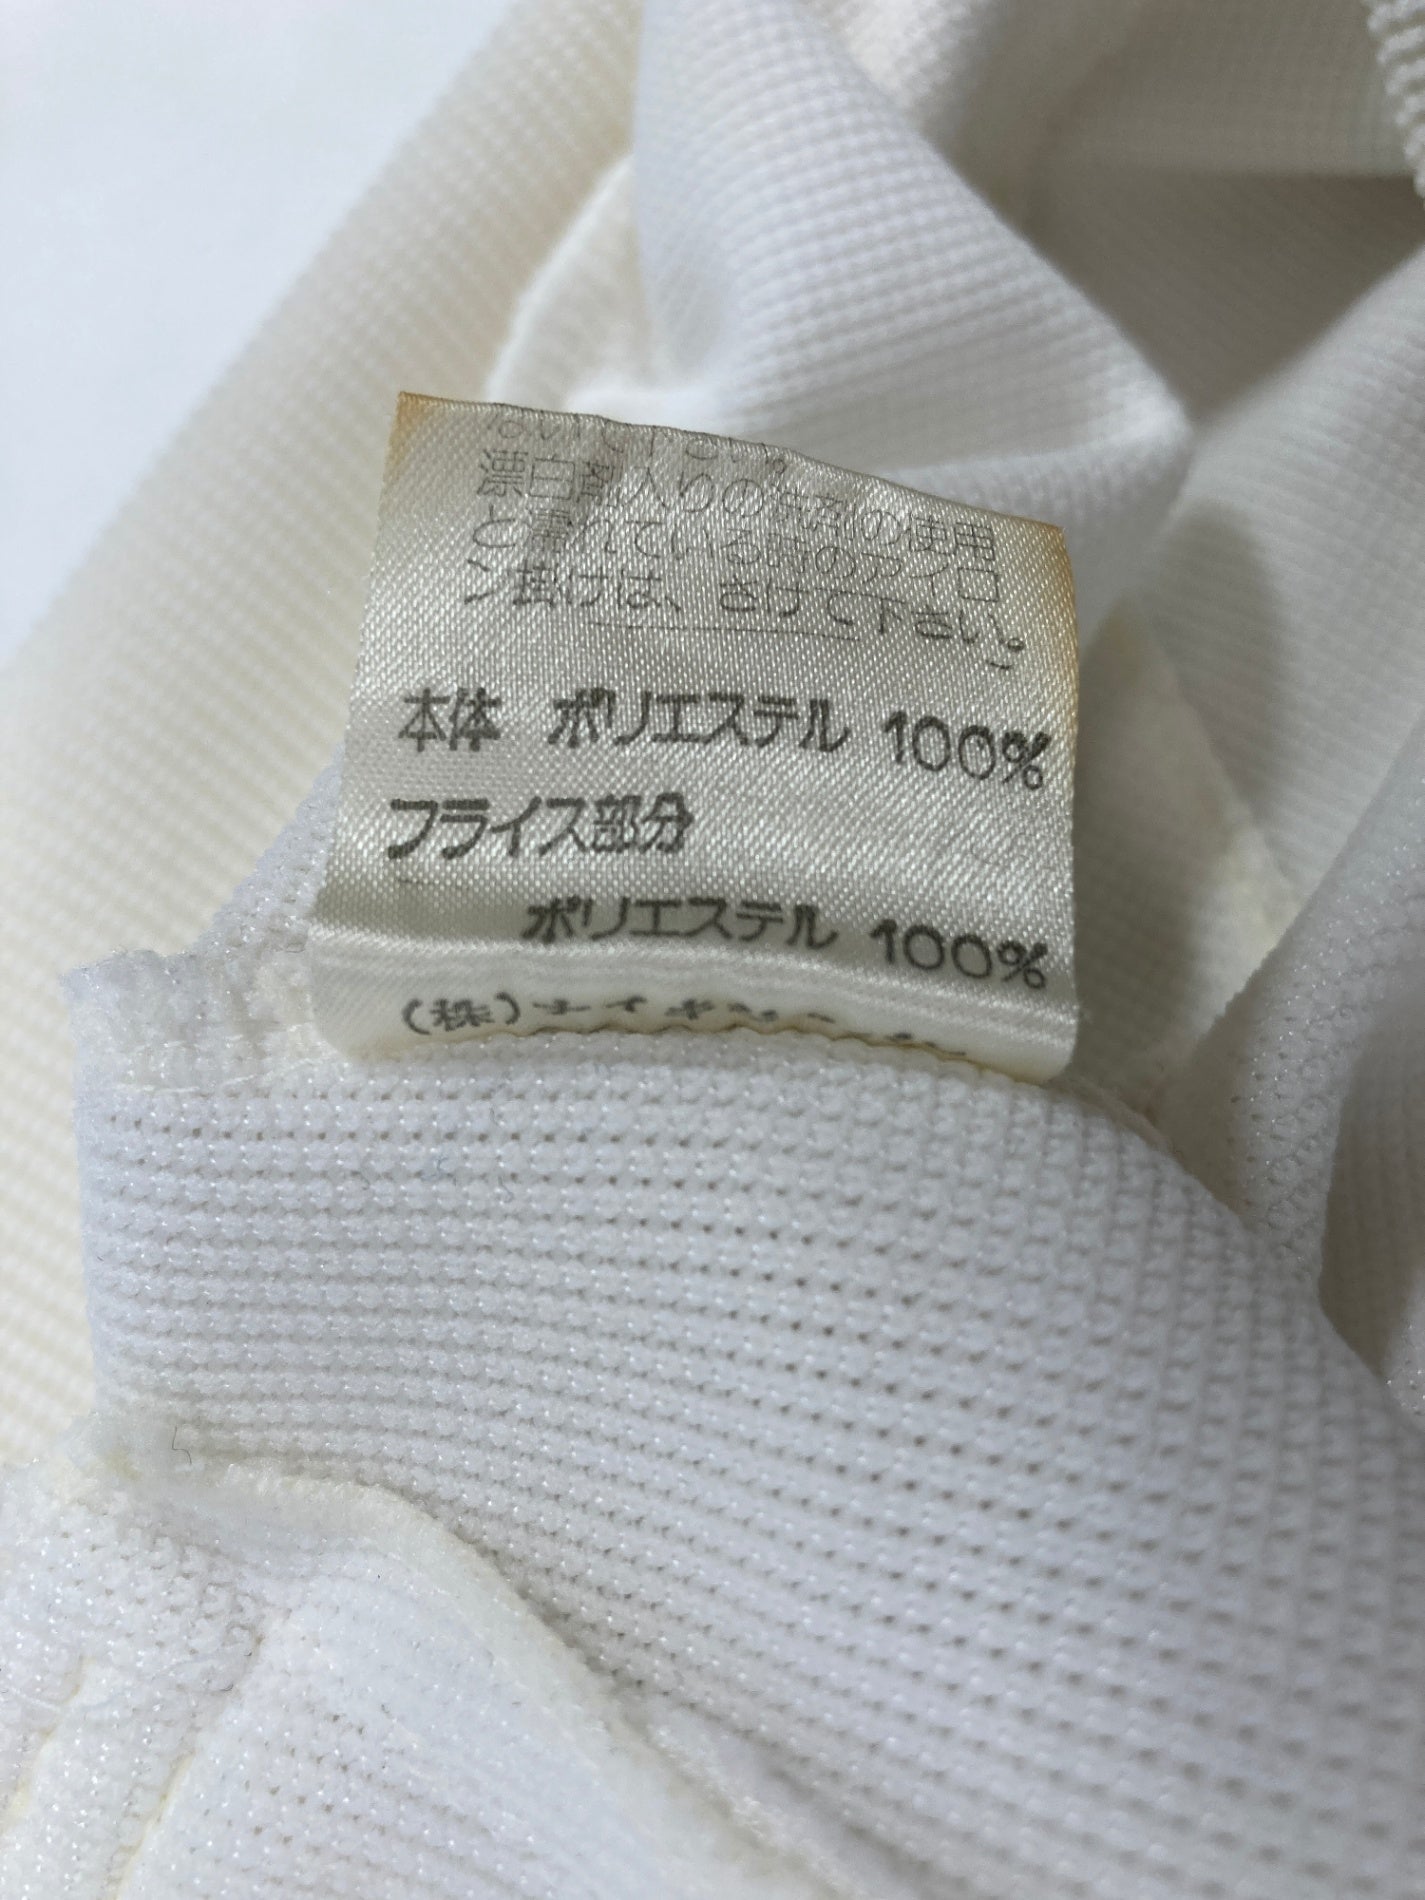 漂白剤入りの洗剤の使用
と濡れている時のアイロ
ン掛けは、さけて下さい。
本体 ポリエステル 100%
フライス部分
ポリエステル 100%
(株)